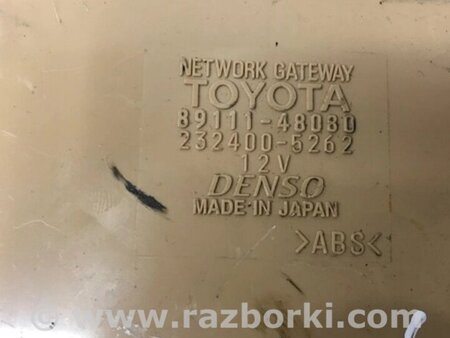 NETWORK GATEWAY
TOYOTA
89111-48080
232400-5262
12V
DENSO
MADE IN JAPAN
>ABS<
© www.razborki.com